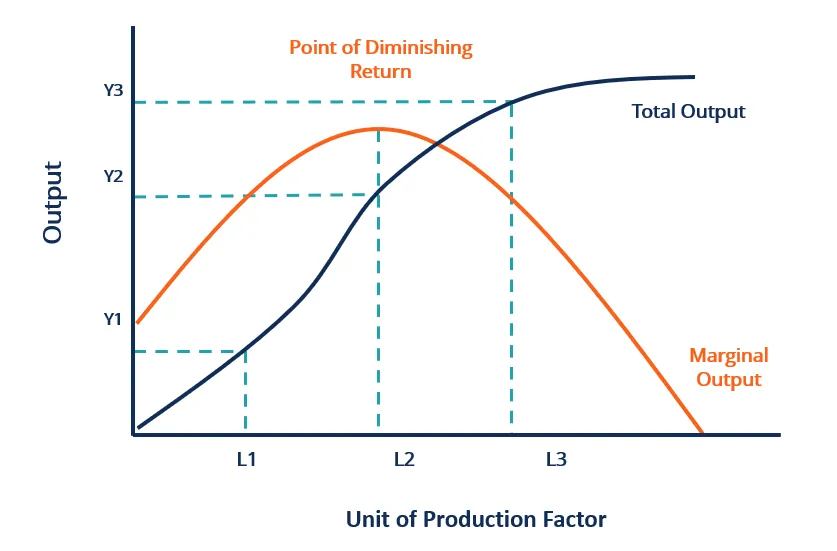 Point of Diminishing
Return
Y3
Total Output
Y2
Output
Y1
Marginal
Output
L1
L2
L3
Unit of Production Factor